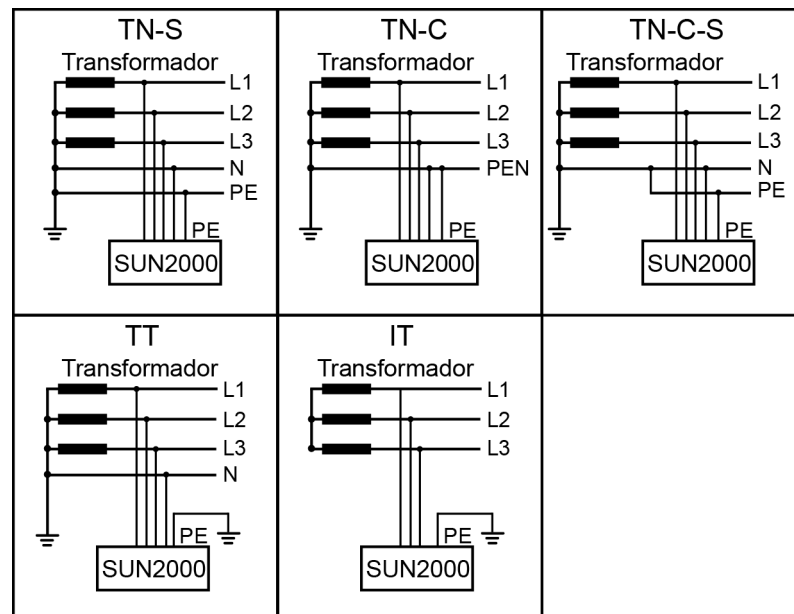 TN-S
Transformador
L1
L2
L3
N
PE
PE
SUN2000
TN-C
Transformador
L1
L2
L3
PEN
PE
SUN2000
TN-C-S
Transformador
L1
L2
L3
N
PE
PE
SUN2000
TT
Transformador
L1
L2
L3
N
PE
SUN2000
IT
Transformador
L1
L2
L3
PE
SUN2000